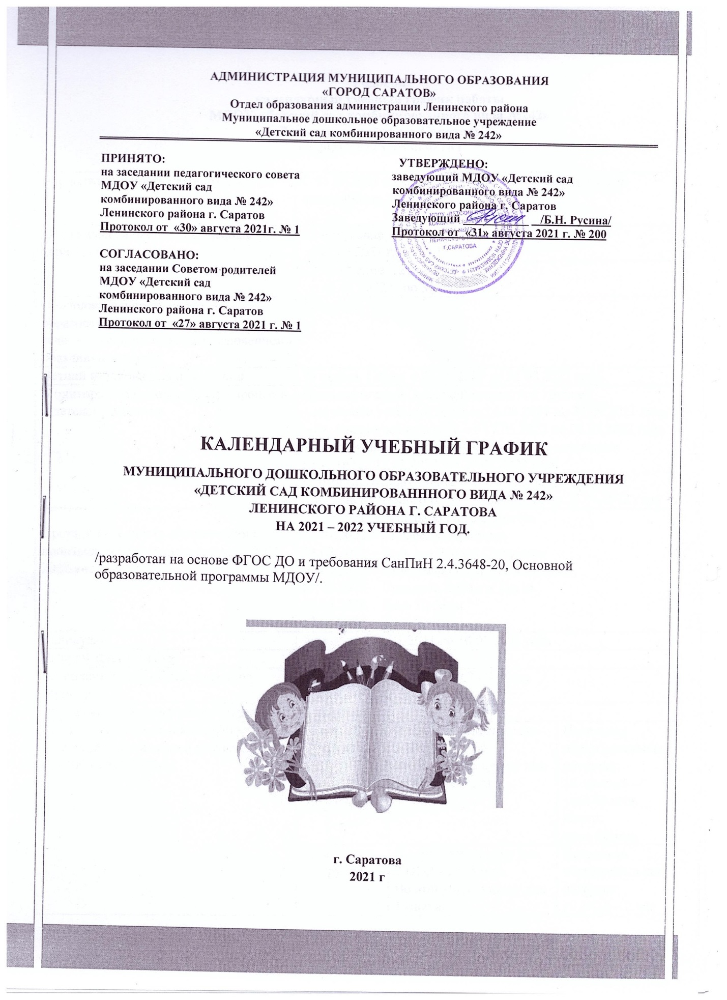 АДМИНИСТРАЦИЯ МУНИЦИПАЛЬНОГО ОБРАЗОВАНИЯ
«ГОРОД САРАТОВ»
Отдел образования администрации Ленинского района
Муниципальное дошкольное образовательное учреждение
«Детский сад комбинированного вида № 242»
ПРИНЯТО:
на заседании педагогического совета
МДОУ «Детский сад
комбинированного вида № 242»
Ленинского района г. Саратов
Протокол от «30» августа 2021г. № 1
УТВЕРЖДЕНО:
заведующий МДОУ «Детский сад
комбинированного вида № 242»
Ленинского района г. Саратов
Заведующий /Б.Н. Русина/
Протокол от «31» августа 2021 г. № 200
Г.САРАТОВА
СОГЛАСОВАНО:
на заседании Советом родителей
МДОУ «Детский сад
комбинированного вида № 242»
Ленинского района г. Саратов
Протокол от «27» августа 2021 г. № 1
КАЛЕНДАРНЫЙ УЧЕБНЫЙ ГРАФИК
МУНИЦИПАЛЬНОГО ДОШКОЛЬНОГО ОБРАЗОВАТЕЛЬНОГО УЧРЕЖДЕНИЯ
«ДЕТСКИЙ САД КОМБИНИРОВАНННОГО ВИДА № 242»
ЛЕНИНСКОГО РАЙОНА Г. САРАТОВА
НА 2021 – 2022 УЧЕБНЫЙ ГОД.
/разработан на основе ФГОС ДО и требования СанПиН 2.4.3648-20, Основной
образовательной программы МДОУ/.
г. Саратова
2021 г